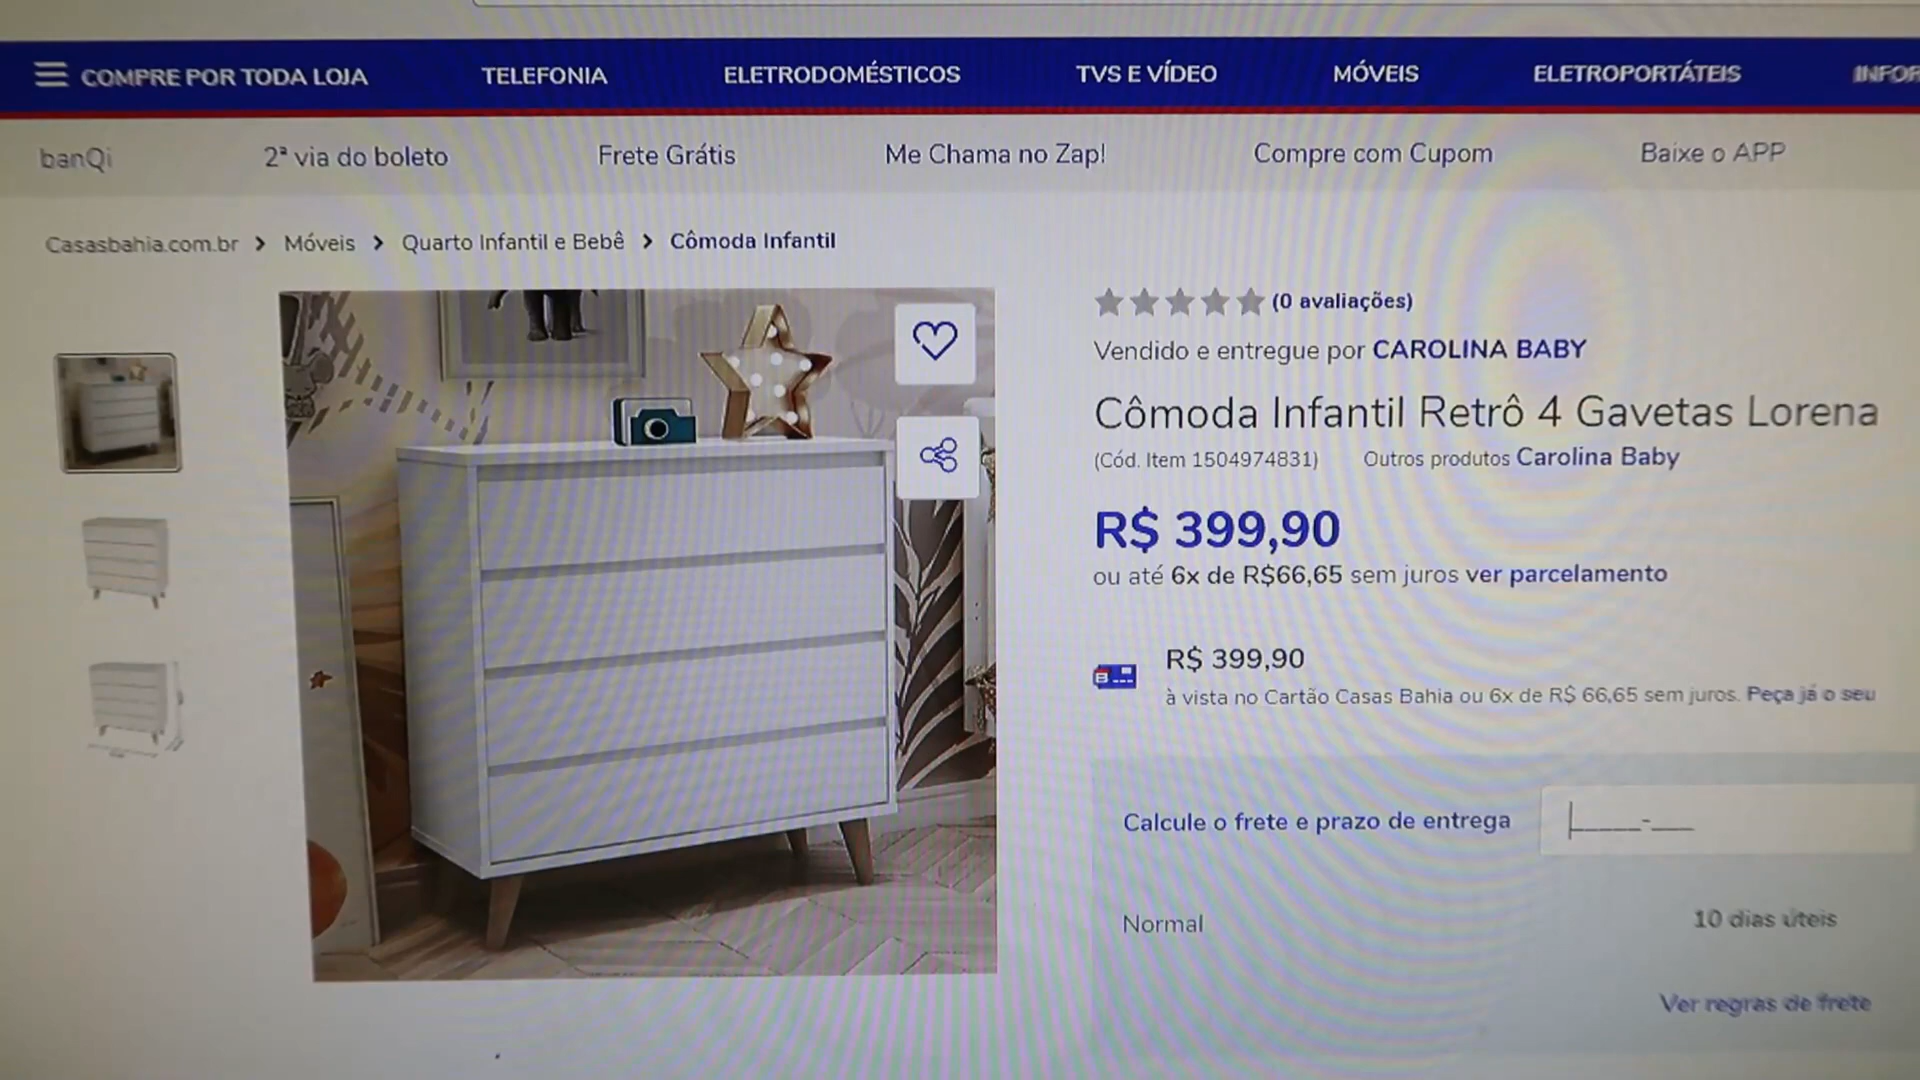 COMPRE POR TODA LOJA TELEFONIA ELETRODOMÉSTICOS TVS E VÍDEO MÓVEIS ELETROPORTÁTEIS INFOR
banQi 2ª via do boleto Frete Grátis Me Chama no Zap! Compre com Cupom Baixe o APP
Casasbahia.com.br > Móveis > Quarto Infantil e Bebê > Cômoda Infantil
(0 avaliações)
Vendido e entregue por CAROLINA BABY
Cômoda Infantil Retrô 4 Gavetas Lorena
(Cód. Item 1504974831) Outros produtos Carolina Baby
R$ 399,90
ou até 6x de R$66,65 sem juros ver parcelamento
R$ 399,90
à vista no Cartão Casas Bahia ou 6x de R$ 66,65 sem juros. Peça já o seu
Calcule o frete e prazo de entrega _____-___
Normal 10 dias úteis
Ver regras de frete